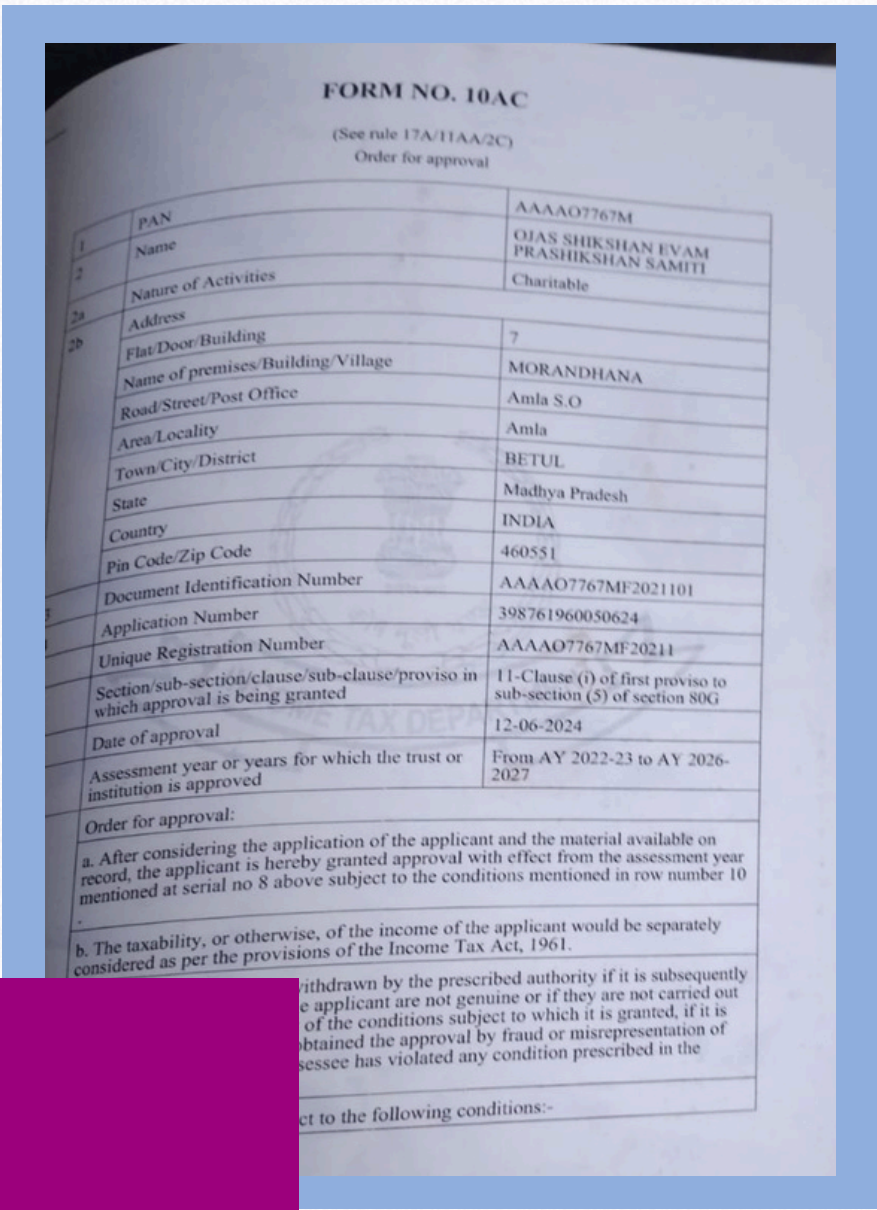 FORM NO. 10AC
(See rule 17A/11AA/2C)
Order for approval
1 PAN AAAAO7767M
2 Name OJAS SHIKSHAN EVAM
PRASHIKSHAN SAMITI
2a Nature of Activities Charitable
2b Address
Flat/Door/Building 7
Name of premises/Building/Village MORANDHANA
Road/Street/Post Office Amla S.O
Area/Locality Amla
Town/City/District BETUL
State Madhya Pradesh
Country INDIA
Pin Code/Zip Code 460551
Document Identification Number AAAAO7767MF2021101
Application Number 398761960050624
Unique Registration Number AAAAO7767MF20211
Section/sub-section/clause/sub-clause/proviso in
which approval is being granted
11-Clause (i) of first proviso to
sub-section (5) of section 80G
Date of approval 12-06-2024
Assessment year or years for which the trust or
institution is approved
From AY 2022-23 to AY 2026-
2027
Order for approval:
a. After considering the application of the applicant and the material available on
record, the applicant is hereby granted approval with effect from the assessment year
mentioned at serial no 8 above subject to the conditions mentioned in row number 10
.
b. The taxability, or otherwise, of the income of the applicant would be separately
considered as per the provisions of the Income Tax Act, 1961.
withdrawn by the prescribed authority if it is subsequently
e applicant are not genuine or if they are not carried out
of the conditions subject to which it is granted, if it is
obtained the approval by fraud or misrepresentation of
sessee has violated any condition prescribed in the
ct to the following conditions:-